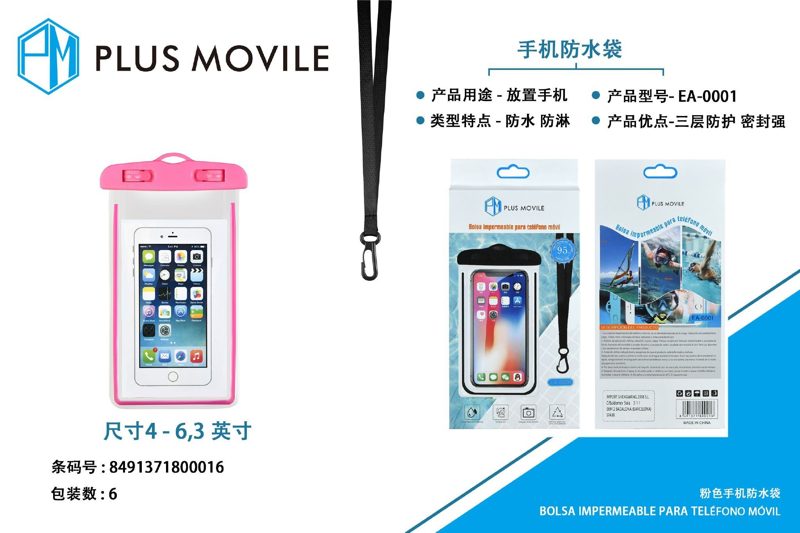 PLUS MOVILE
手机防水袋
产品用途 - 放置手机
产品型号- EA-0001
类型特点 - 防水 防淋
产品优点-三层防护 密封强
PLUS MOVILE
Bolsa impermeable para teléfono móvil
PLUS MOVILE
Bolsa impermeable para teléfono móvil
EA-0001
DESCRIPCIÓN DEL PRODUCTO
MADE IN CHINA
尺寸4 - 6,3 英寸
条码号 : 8491371800016
包装数 : 6
粉色手机防水袋
BOLSA IMPERMEABLE PARA TELÉFONO MÓVIL